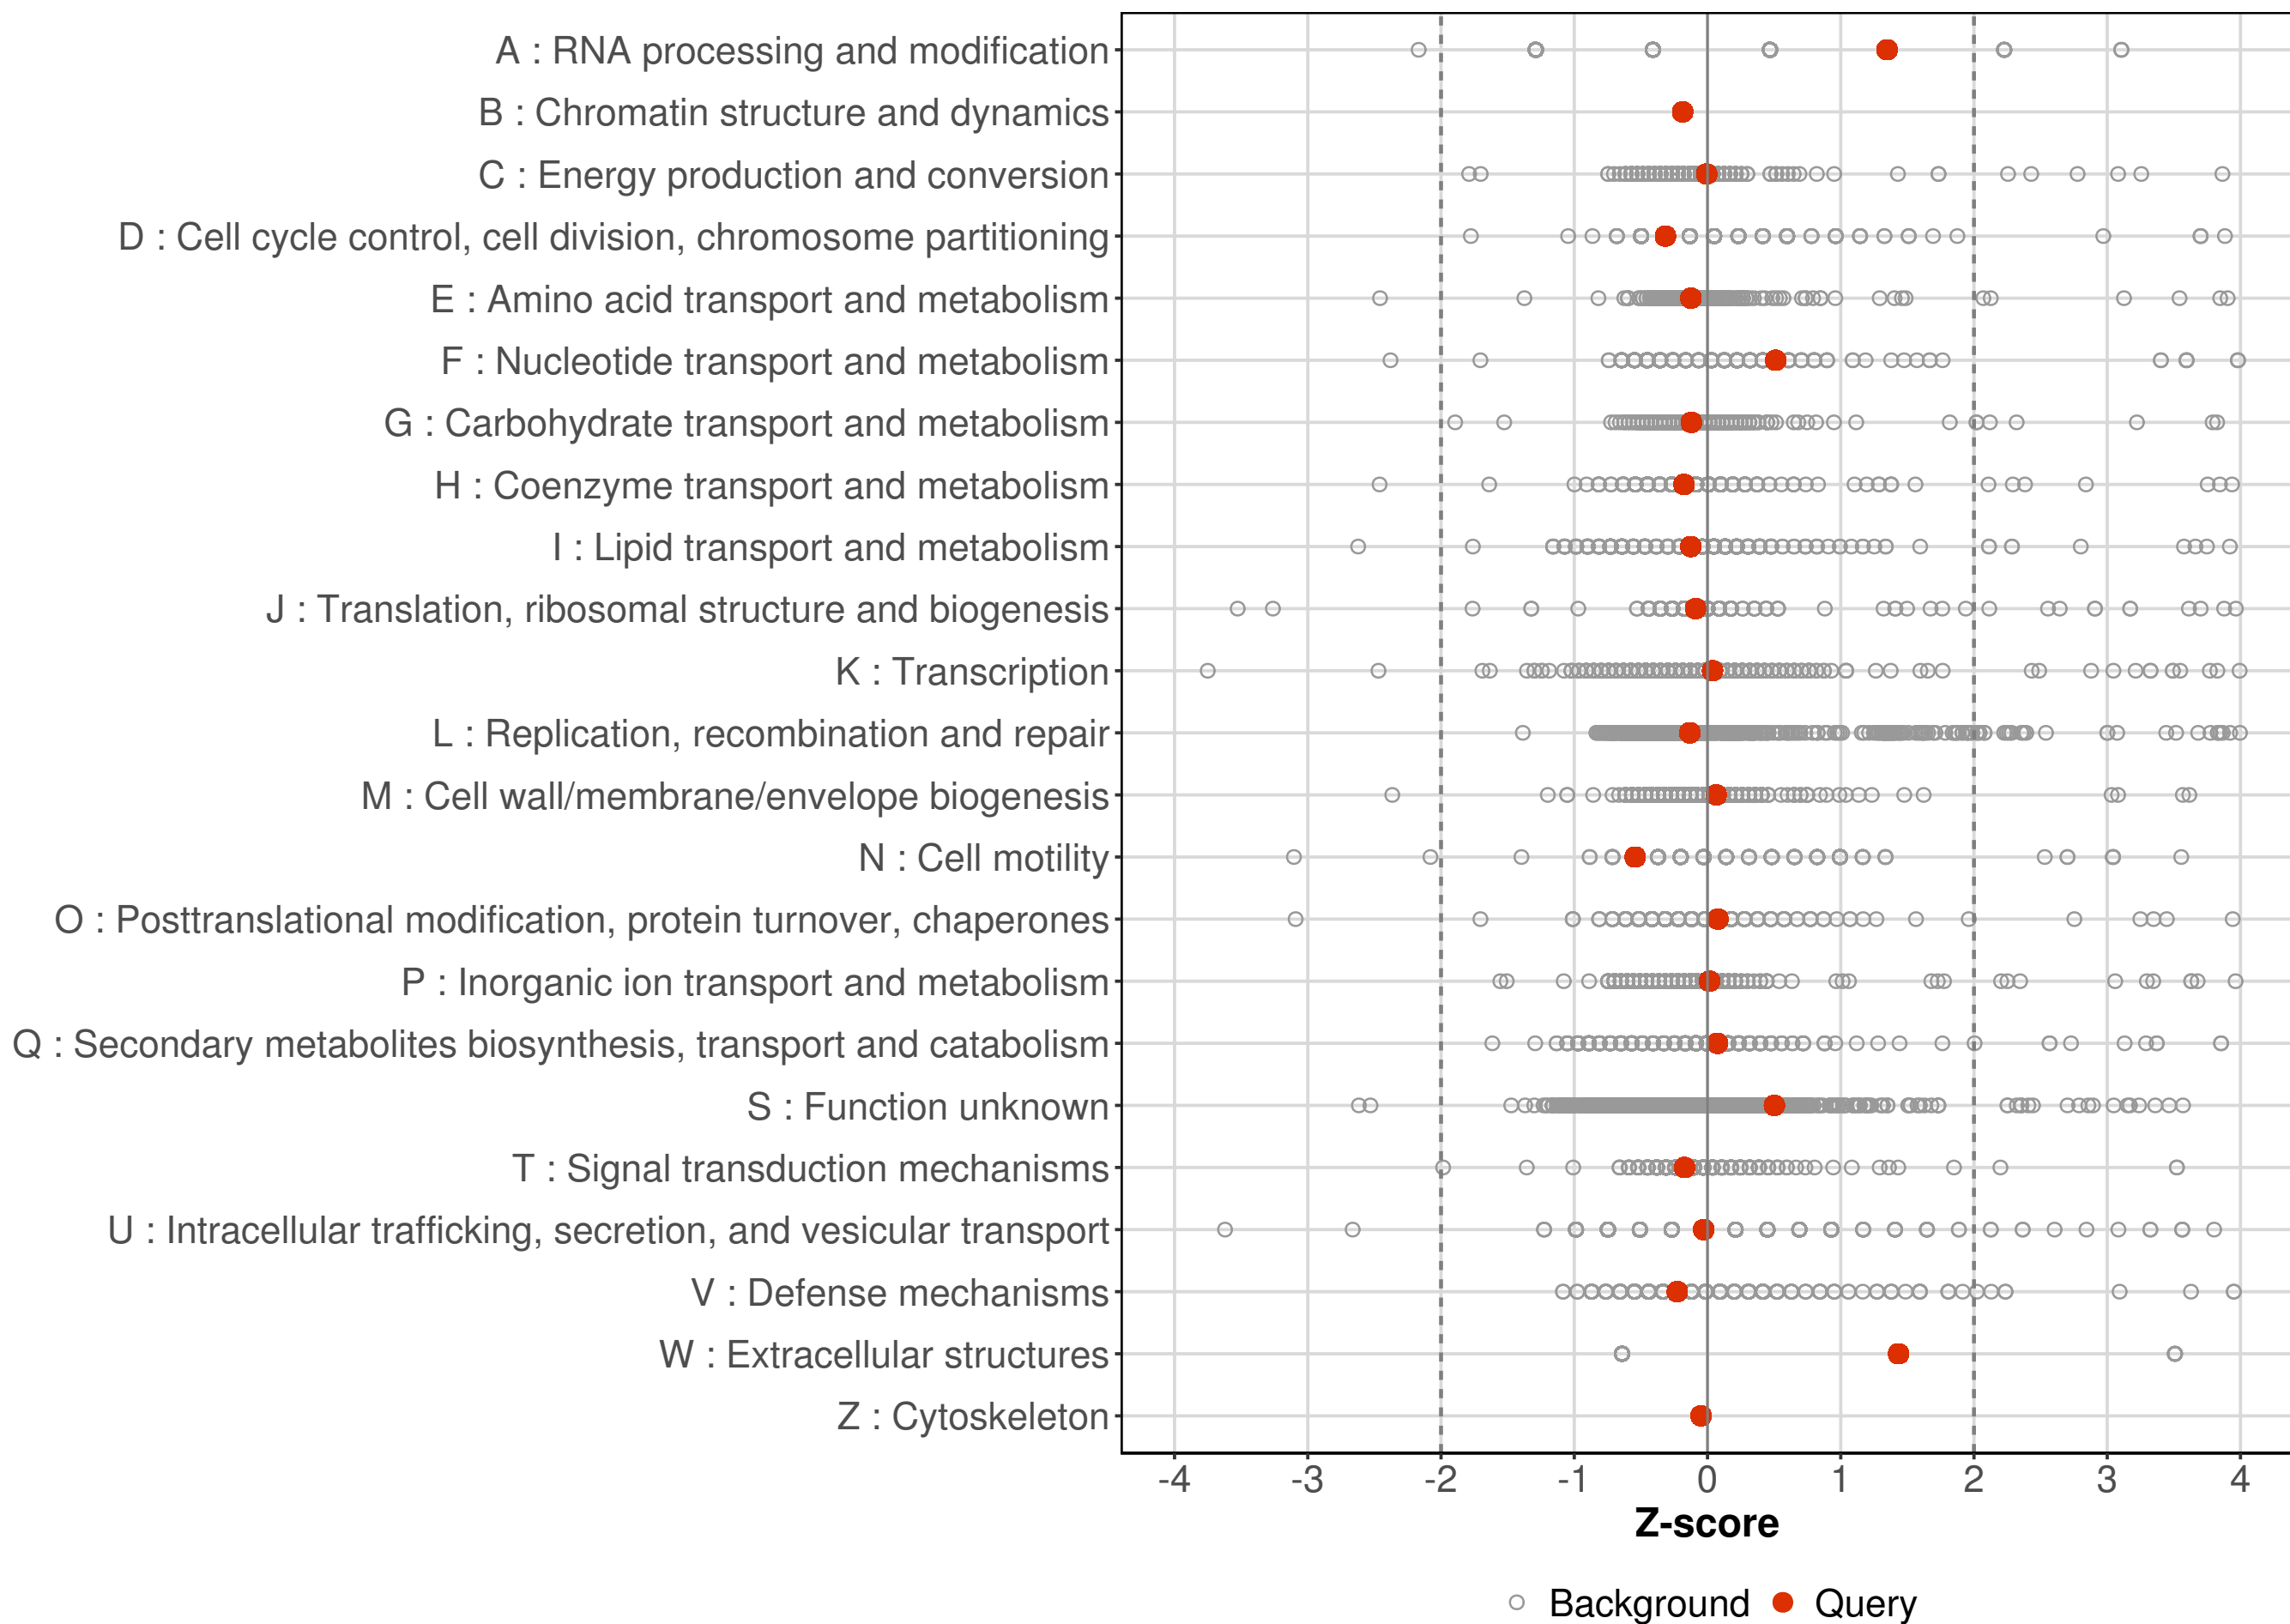 A : RNA processing and modification
B : Chromatin structure and dynamics
C : Energy production and conversion
D : Cell cycle control, cell division, chromosome partitioning
E : Amino acid transport and metabolism
F : Nucleotide transport and metabolism
G : Carbohydrate transport and metabolism
H : Coenzyme transport and metabolism
I : Lipid transport and metabolism
J : Translation, ribosomal structure and biogenesis
K : Transcription
L : Replication, recombination and repair
M : Cell wall/membrane/envelope biogenesis
N : Cell motility
O : Posttranslational modification, protein turnover, chaperones
P : Inorganic ion transport and metabolism
Q : Secondary metabolites biosynthesis, transport and catabolism
S : Function unknown
T : Signal transduction mechanisms
U : Intracellular trafficking, secretion, and vesicular transport
V : Defense mechanisms
W : Extracellular structures
Z : Cytoskeleton
-4 -3 -2 -1 0 1 2 3 4
Z-score
Background Query